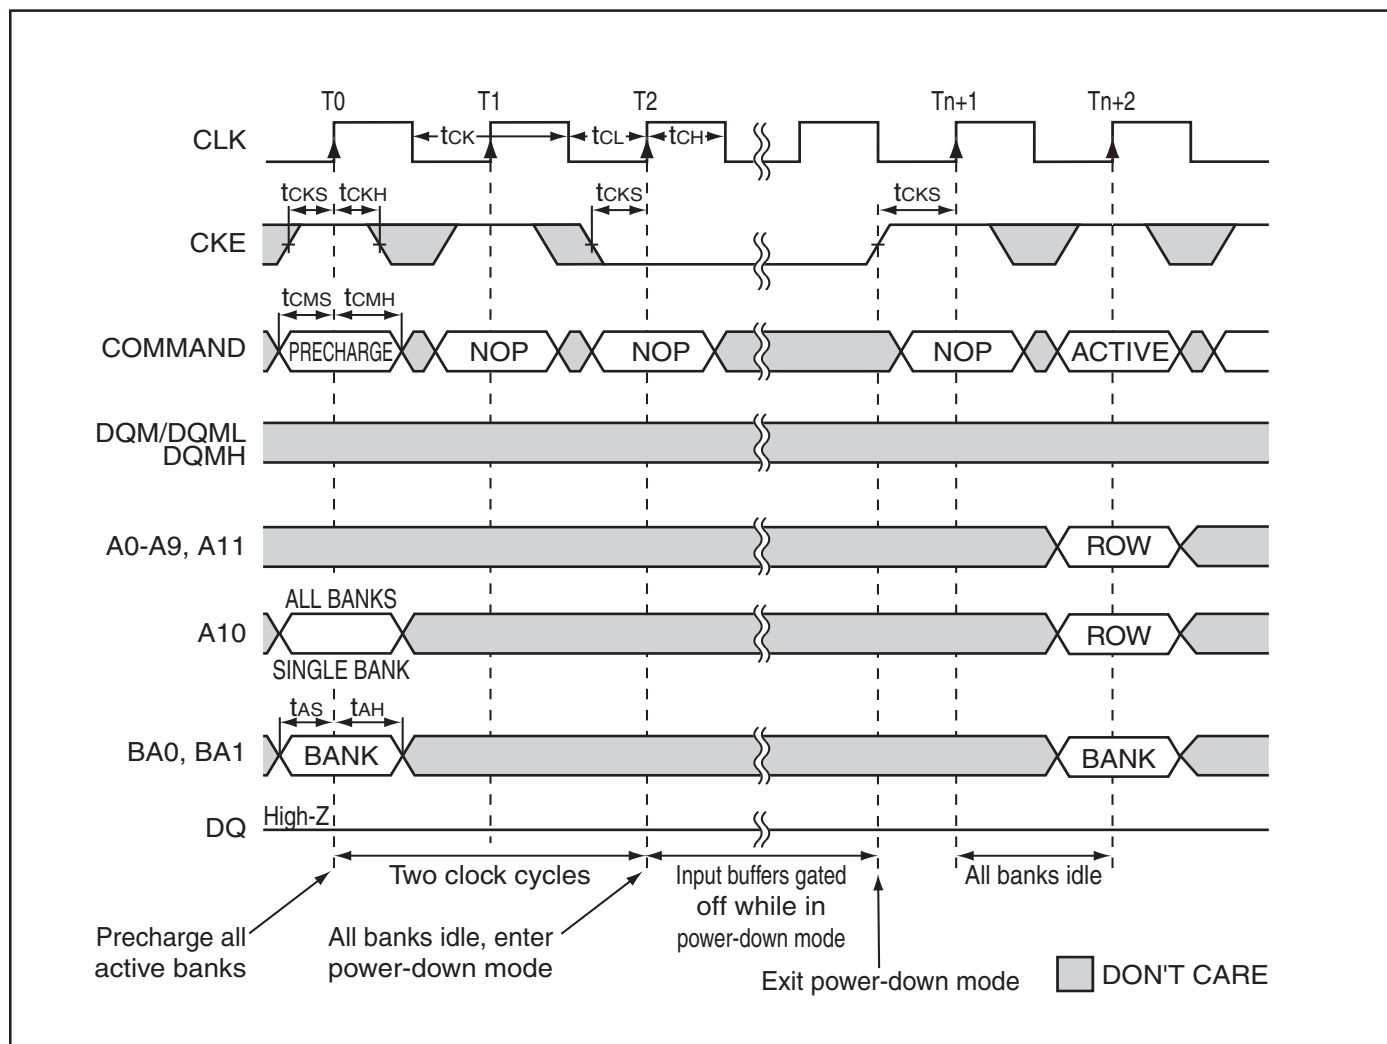 T0 T1 T2 Tn+1 Tn+2
CLK tCK tCL tCH
tCKS tCKH tCKS tCKS
CKE
tCMS tCMH
COMMAND PRECHARGE NOP NOP NOP ACTIVE
DQM/DQML
DQMH
A0-A9, A11 ROW
ALL BANKS
A10 ROW
SINGLE BANK
tAS tAH
BA0, BA1 BANK BANK
DQ High-Z
Two clock cycles
Input buffers gated
off while in
power-down mode
All banks idle
Precharge all
active banks
All banks idle, enter
power-down mode
Exit power-down mode
DON'T CARE